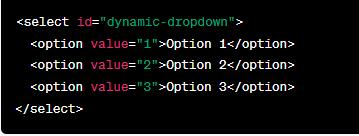 <select id="dynamic-dropdown">
  <option value="1">Option 1</option>
  <option value="2">Option 2</option>
  <option value="3">Option 3</option>
</select>